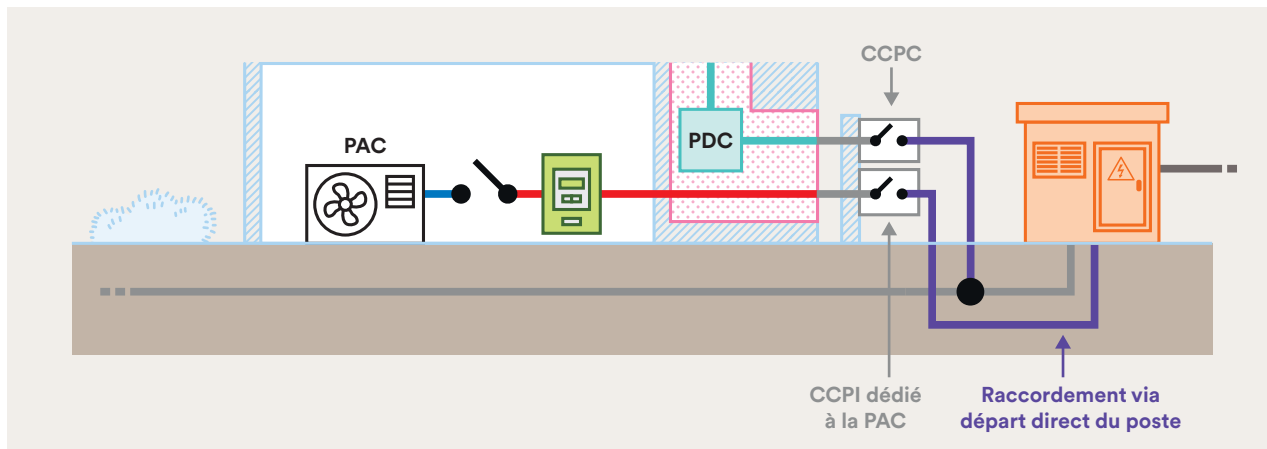 CCPC
PAC
PDC
CCPI dédié
à la PAC
Raccordement via
départ direct du poste